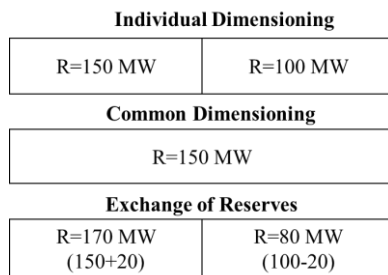 Individual Dimensioning
R=150 MW R=100 MW
Common Dimensioning
R=150 MW
Exchange of Reserves
R=170 MW R=80 MW
(150+20) (100-20)